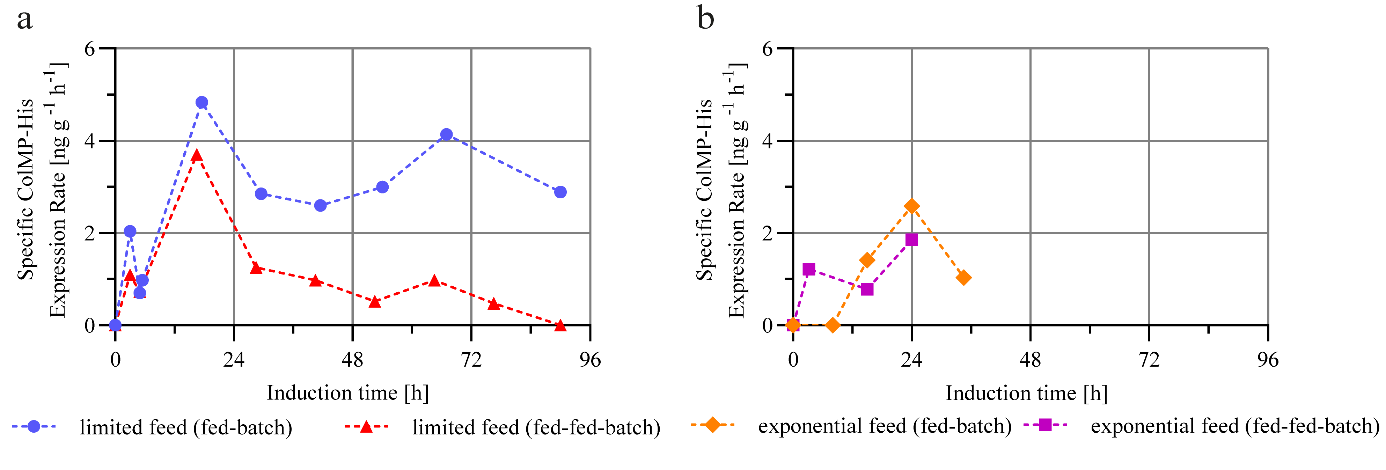 a
Specific ColMP-His
Expression Rate [ng g⁻¹ h⁻¹]
6
4
2
0
0 24 48 72 96
Induction time [h]
limited feed (fed-batch) limited feed (fed-fed-batch)
b
Specific ColMP-His
Expression Rate [ng g⁻¹ h⁻¹]
6
4
2
0
0 24 48 72 96
Induction time [h]
exponential feed (fed-batch) exponential feed (fed-fed-batch)